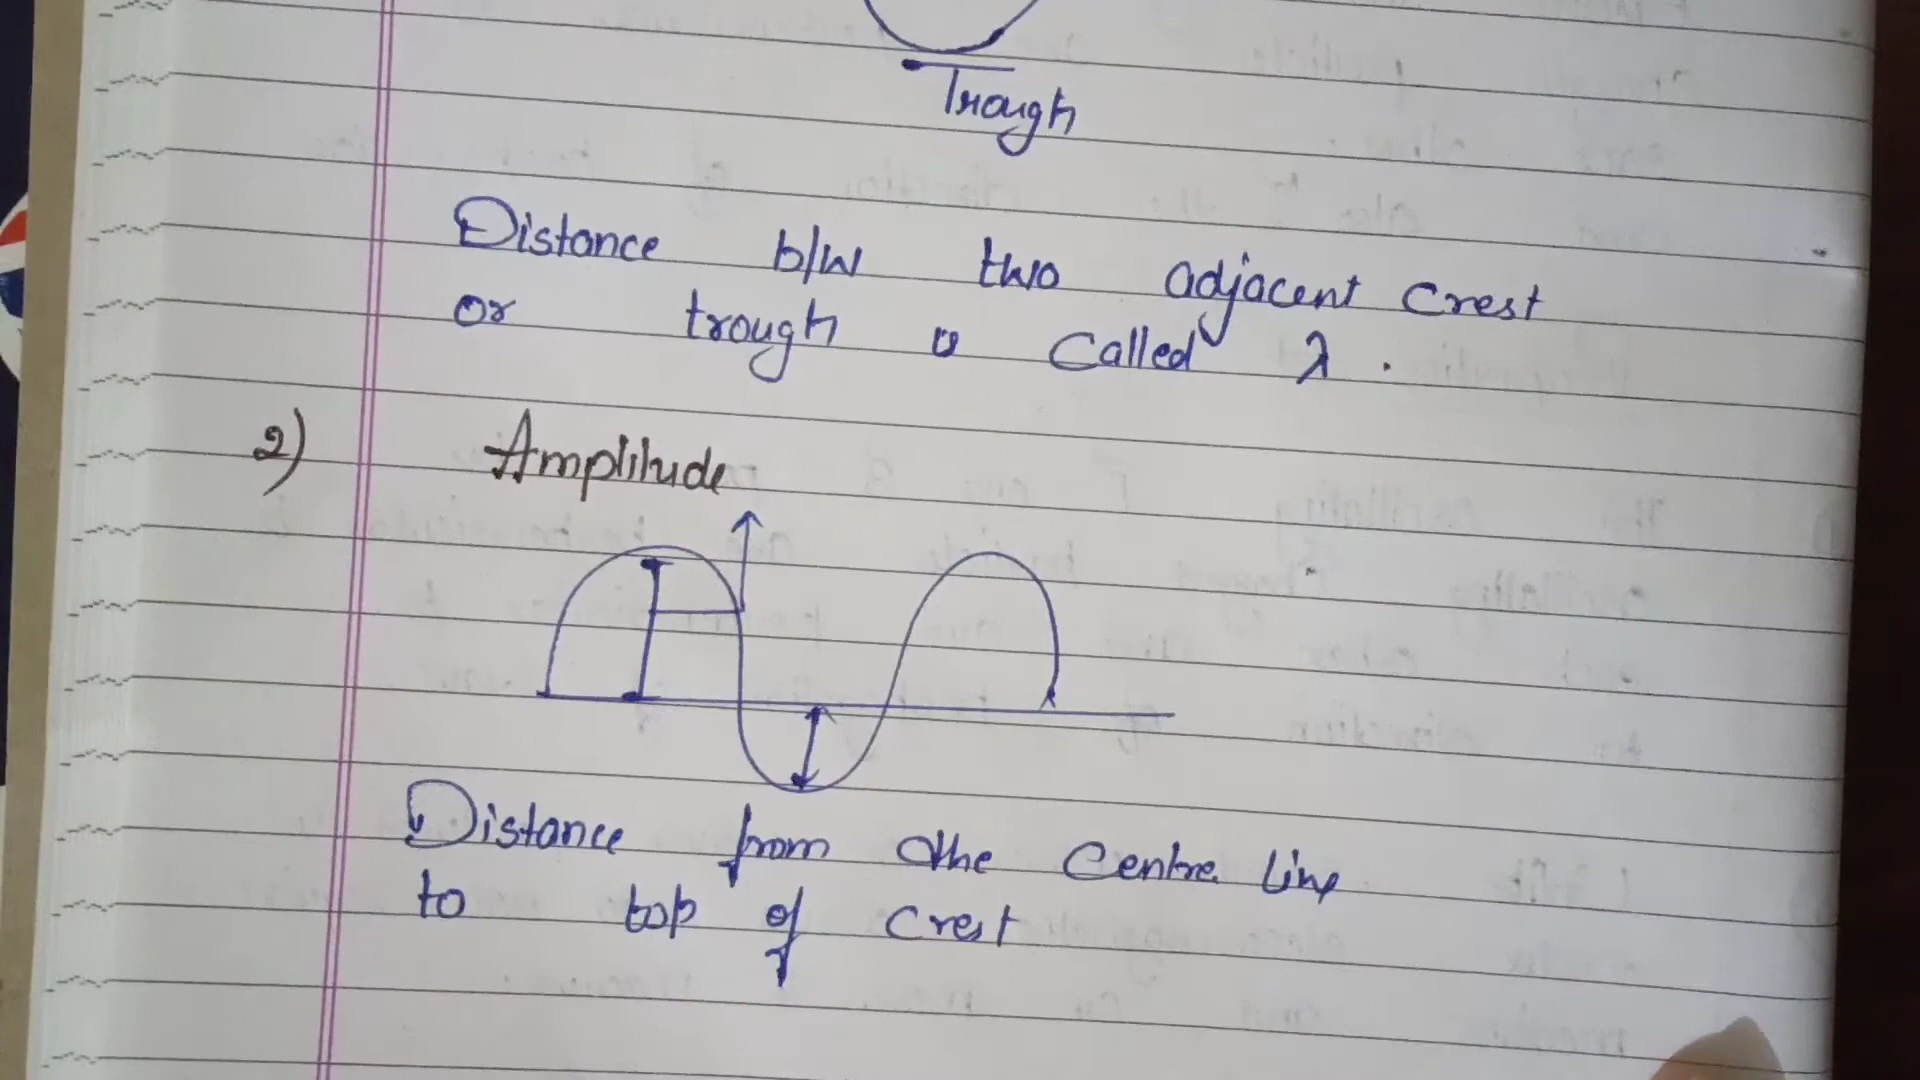 Trough
Distance b/w two adjacent Crest
or trough is Called λ .
2) Amplitude
Distance from the Centre line
to top of Crest